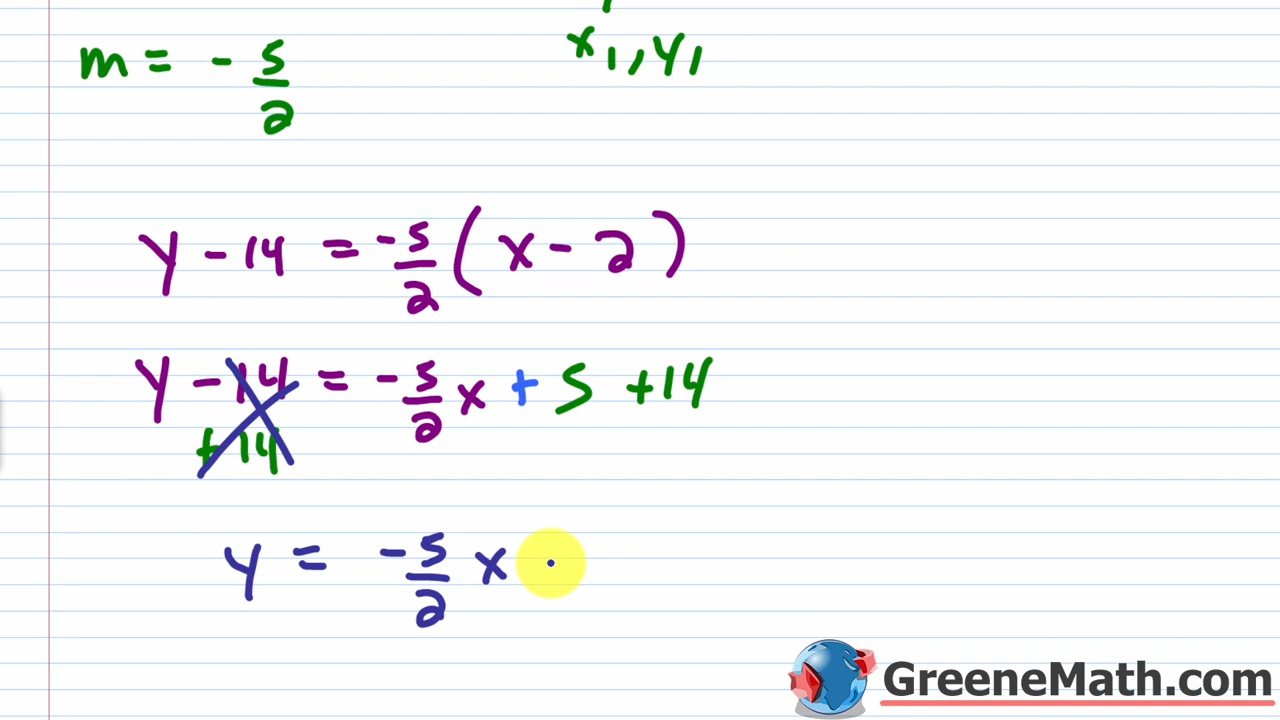 m = - 5/2
x₁, y₁
y - 14 = -5/2 (x - 2)
y - 14 = -5/2 x + 5 + 14
+ 14
y = -5/2 x
GreeneMath.com